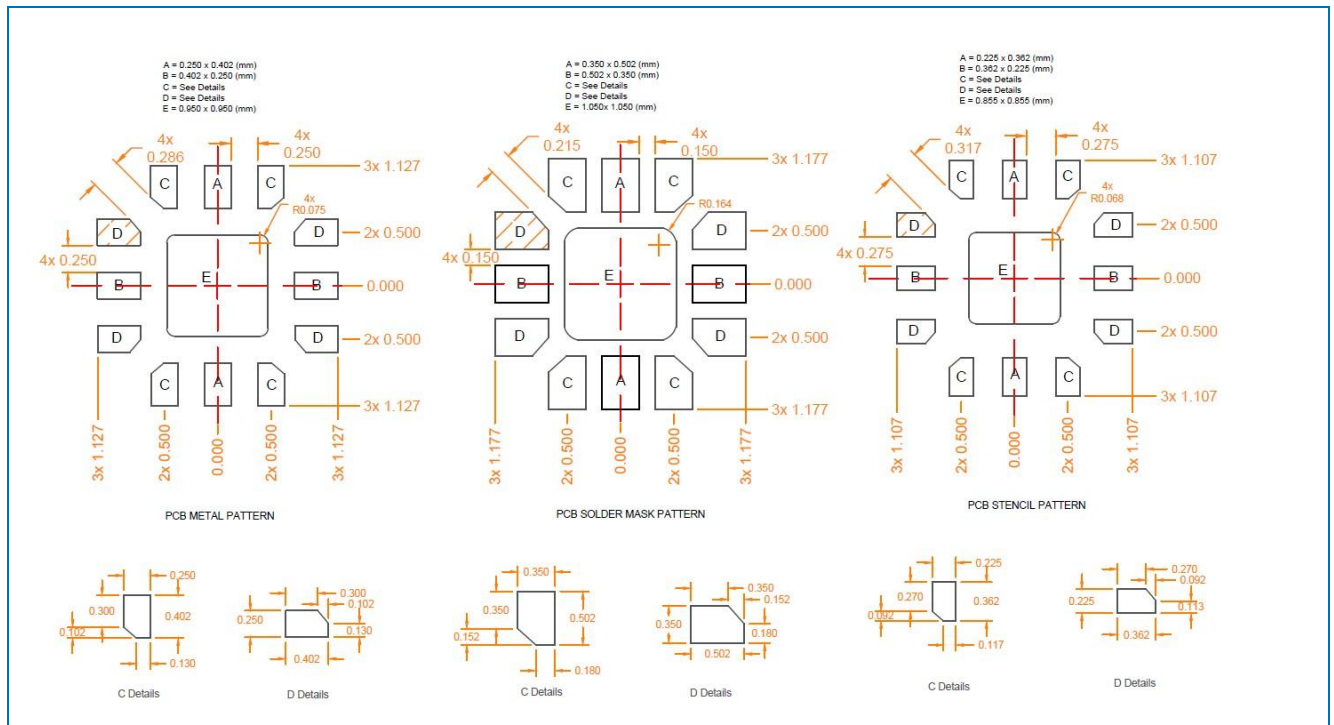 A = 0.250 x 0.402 (mm)
B = 0.402 x 0.250 (mm)
C = See Details
D = See Details
E = 0.950 x 0.950 (mm)
4x
0.286
4x
0.250
3x 1.127
C
A
C
4x
R0.075
D
D
2x 0.500
4x 0.250
E
B
B
0.000
D
D
2x 0.500
C
A
C
3x 1.127
3x 1.127
2x 0.500
0.000
2x 0.500
3x 1.127
PCB METAL PATTERN
A = 0.350 x 0.502 (mm)
B = 0.502 x 0.350 (mm)
C = See Details
D = See Details
E = 1.050x 1.050 (mm)
4x
0.215
4x
0.150
3x 1.177
C
A
C
R0.164
D
D
2x 0.500
4x 0.150
E
B
B
0.000
D
D
2x 0.500
C
A
C
3x 1.177
3x 1.177
2x 0.500
0.000
2x 0.500
3x 1.177
PCB SOLDER MASK PATTERN
A = 0.225 x 0.362 (mm)
B = 0.362 x 0.225 (mm)
C = See Details
D = See Details
E = 0.855 x 0.855 (mm)
4x
0.317
4x
0.275
3x 1.107
C
A
C
4x
R0.068
D
D
2x 0.500
4x 0.275
E
B
B
0.000
D
D
2x 0.500
C
A
C
3x 1.107
3x 1.107
2x 0.500
0.000
2x 0.500
3x 1.107
PCB STENCIL PATTERN
0.250
0.300
0.402
0.102
0.130
C Details
0.300
0.102
0.250
0.130
0.402
D Details
0.350
0.350
0.502
0.152
0.180
C Details
0.350
0.152
0.350
0.180
0.502
D Details
0.225
0.270
0.362
0.092
0.117
C Details
0.270
0.092
0.225
0.113
0.362
D Details